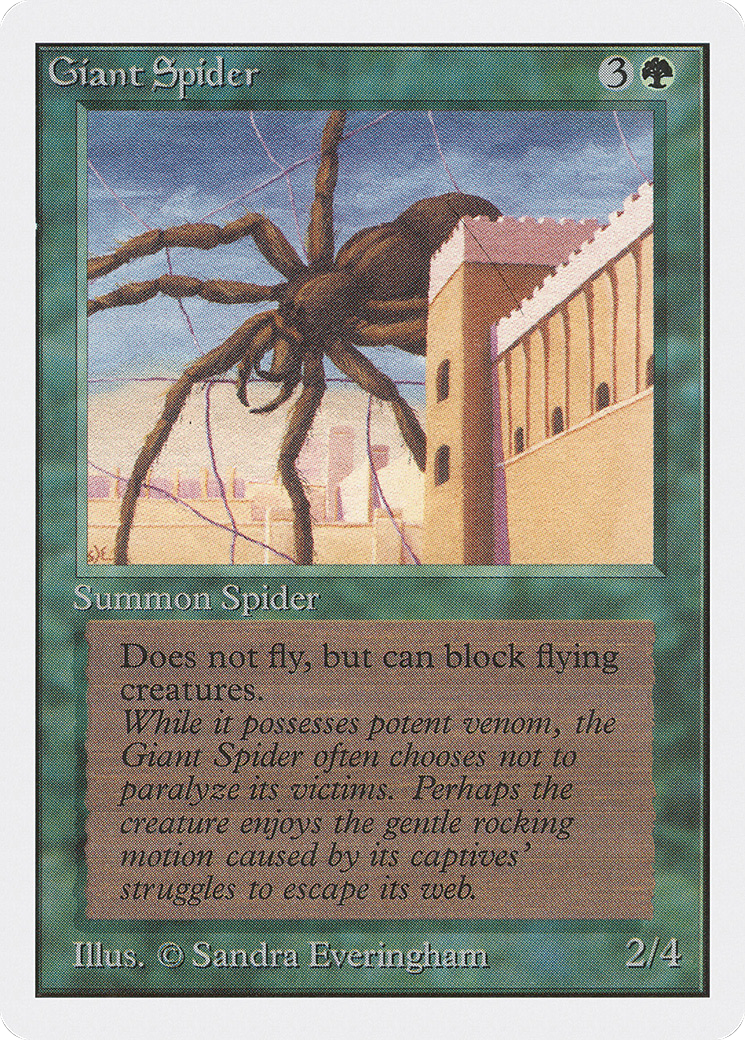 Giant Spider 3
SJE
Summon Spider
Does not fly, but can block flying
creatures.
While it possesses potent venom, the
Giant Spider often chooses not to
paralyze its victims. Perhaps the
creature enjoys the gentle rocking
motion caused by its captives'
struggles to escape its web.
Illus. © Sandra Everingham 2/4